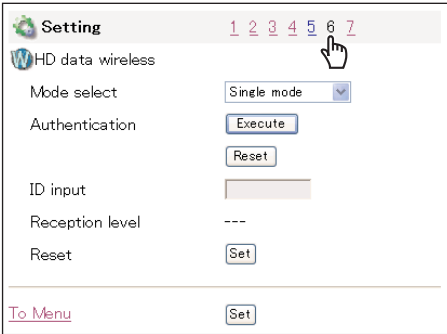 Setting 1 2 3 4 5 6 7
W HD data wireless
Mode select Single mode
Authentication Execute
Reset
ID input
Reception level ---
Reset Set
To Menu Set